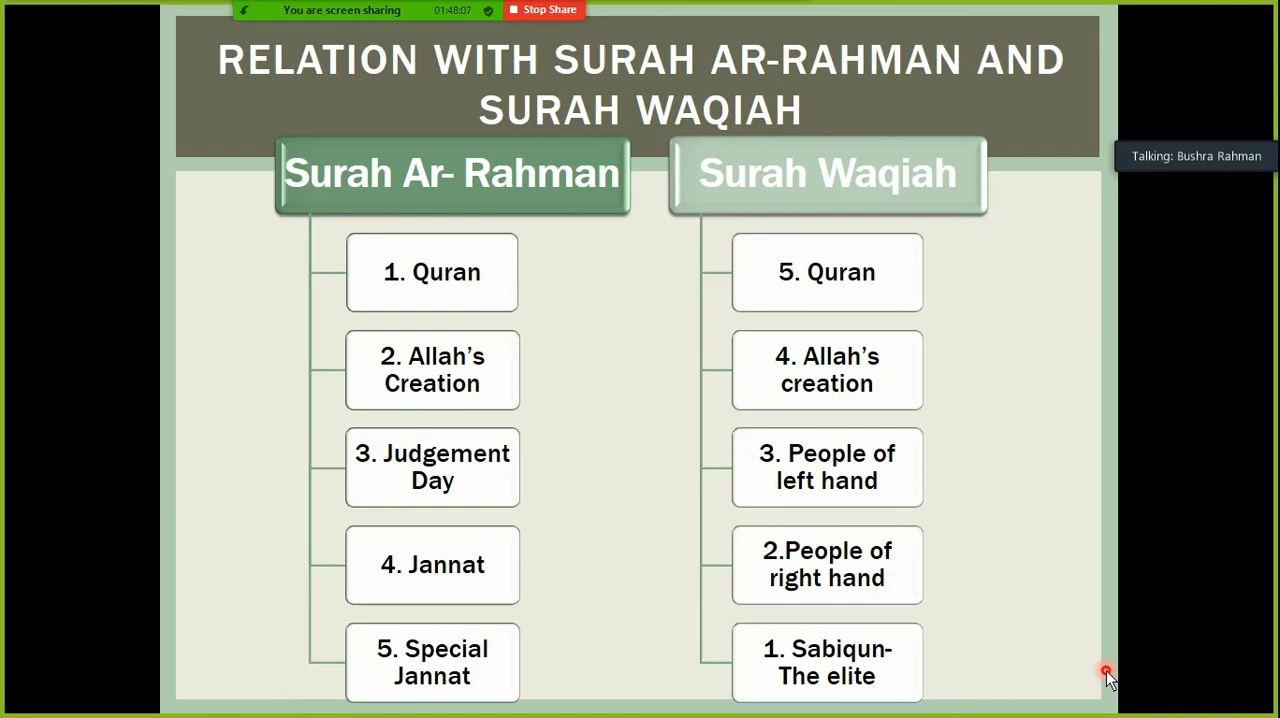 You are screen sharing 01:48:07 Stop Share
RELATION WITH SURAH AR-RAHMAN AND
SURAH WAQIAH
Talking: Bushra Rahman
Surah Ar- Rahman
1. Quran
2. Allah's
Creation
3. Judgement
Day
4. Jannat
5. Special
Jannat
Surah Waqiah
5. Quran
4. Allah's
creation
3. People of
left hand
2.People of
right hand
1. Sabiqun-
The elite